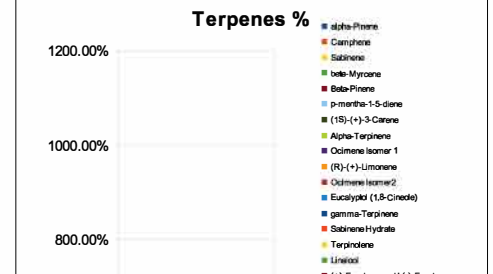 Terpenes %
1200.00%
1000.00%
800.00%
alpha-Pinene
Camphene
Sabinene
beta-Myrcene
Beta-Pinene
p-mentha-1-5-diene
(1S)-(+)-3-Carene
Alpha-Terpinene
Ocimene Isomer 1
(R)-(+)-Limonene
Ocimene Isomer2
Eucalyptol (1,8-Cineole)
gamma-Terpinene
Sabinene Hydrate
Terpinolene
Linalool